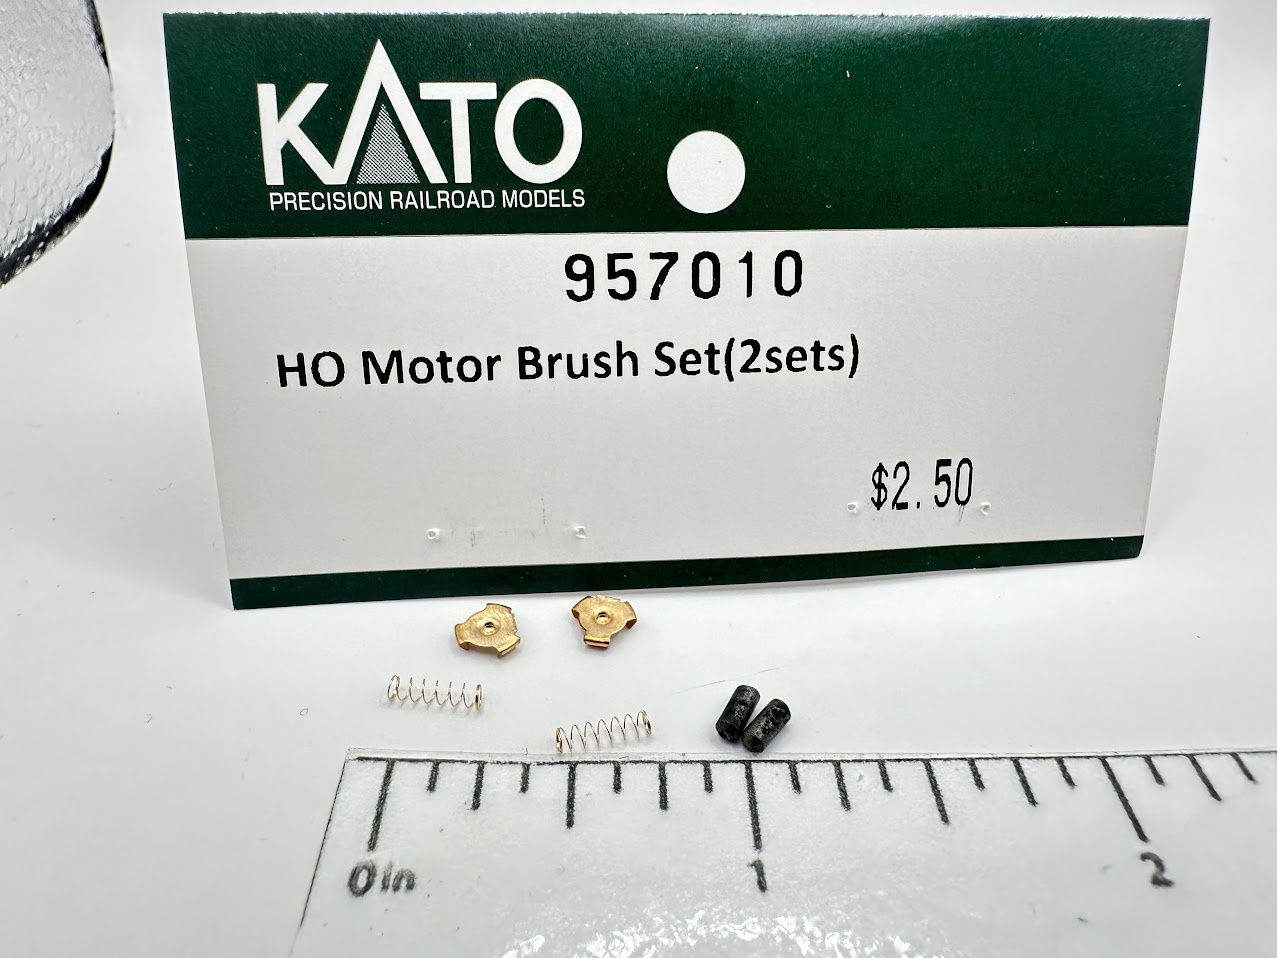 KATO
PRECISION RAILROAD MODELS
957010
HO Motor Brush Set(2sets)
$2.50
0in 1 2